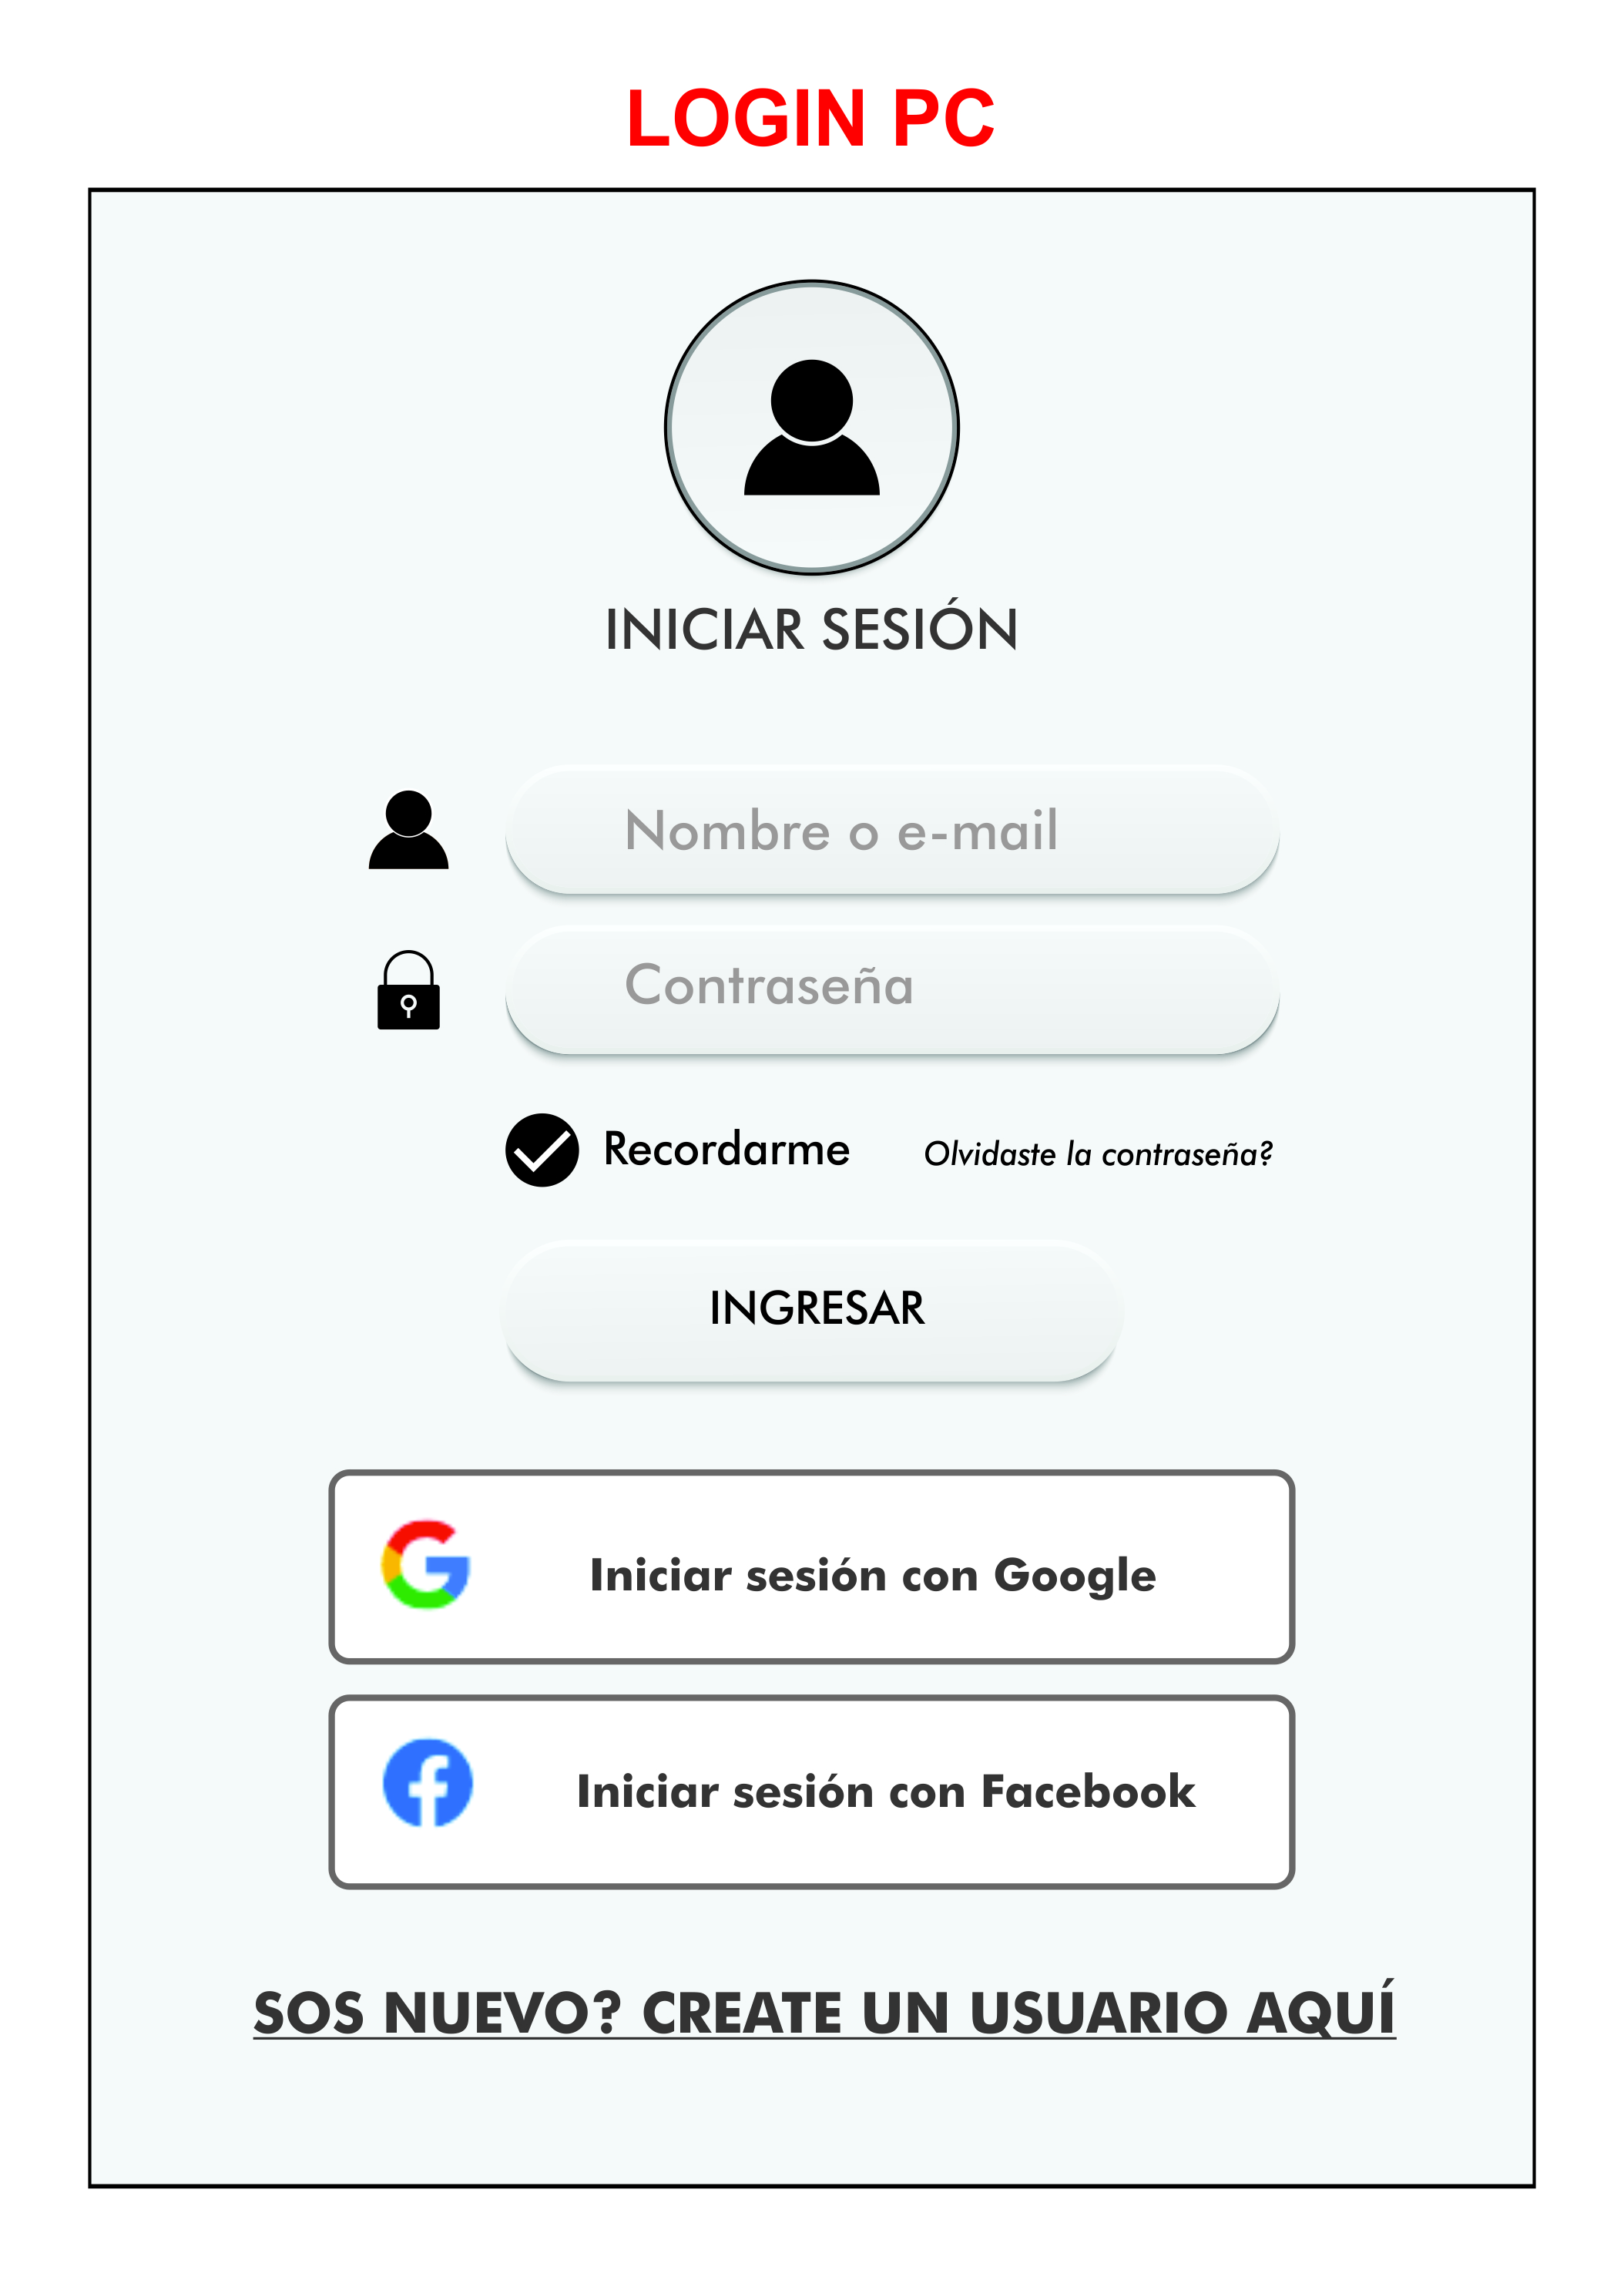 LOGIN PC
INICIAR SESIÓN
Nombre o e-mail
Contraseña
Recordarme
Olvidaste la contraseña?
INGRESAR
Iniciar sesión con Google
Iniciar sesión con Facebook
SOS NUEVO? CREATE UN USUARIO AQUÍ